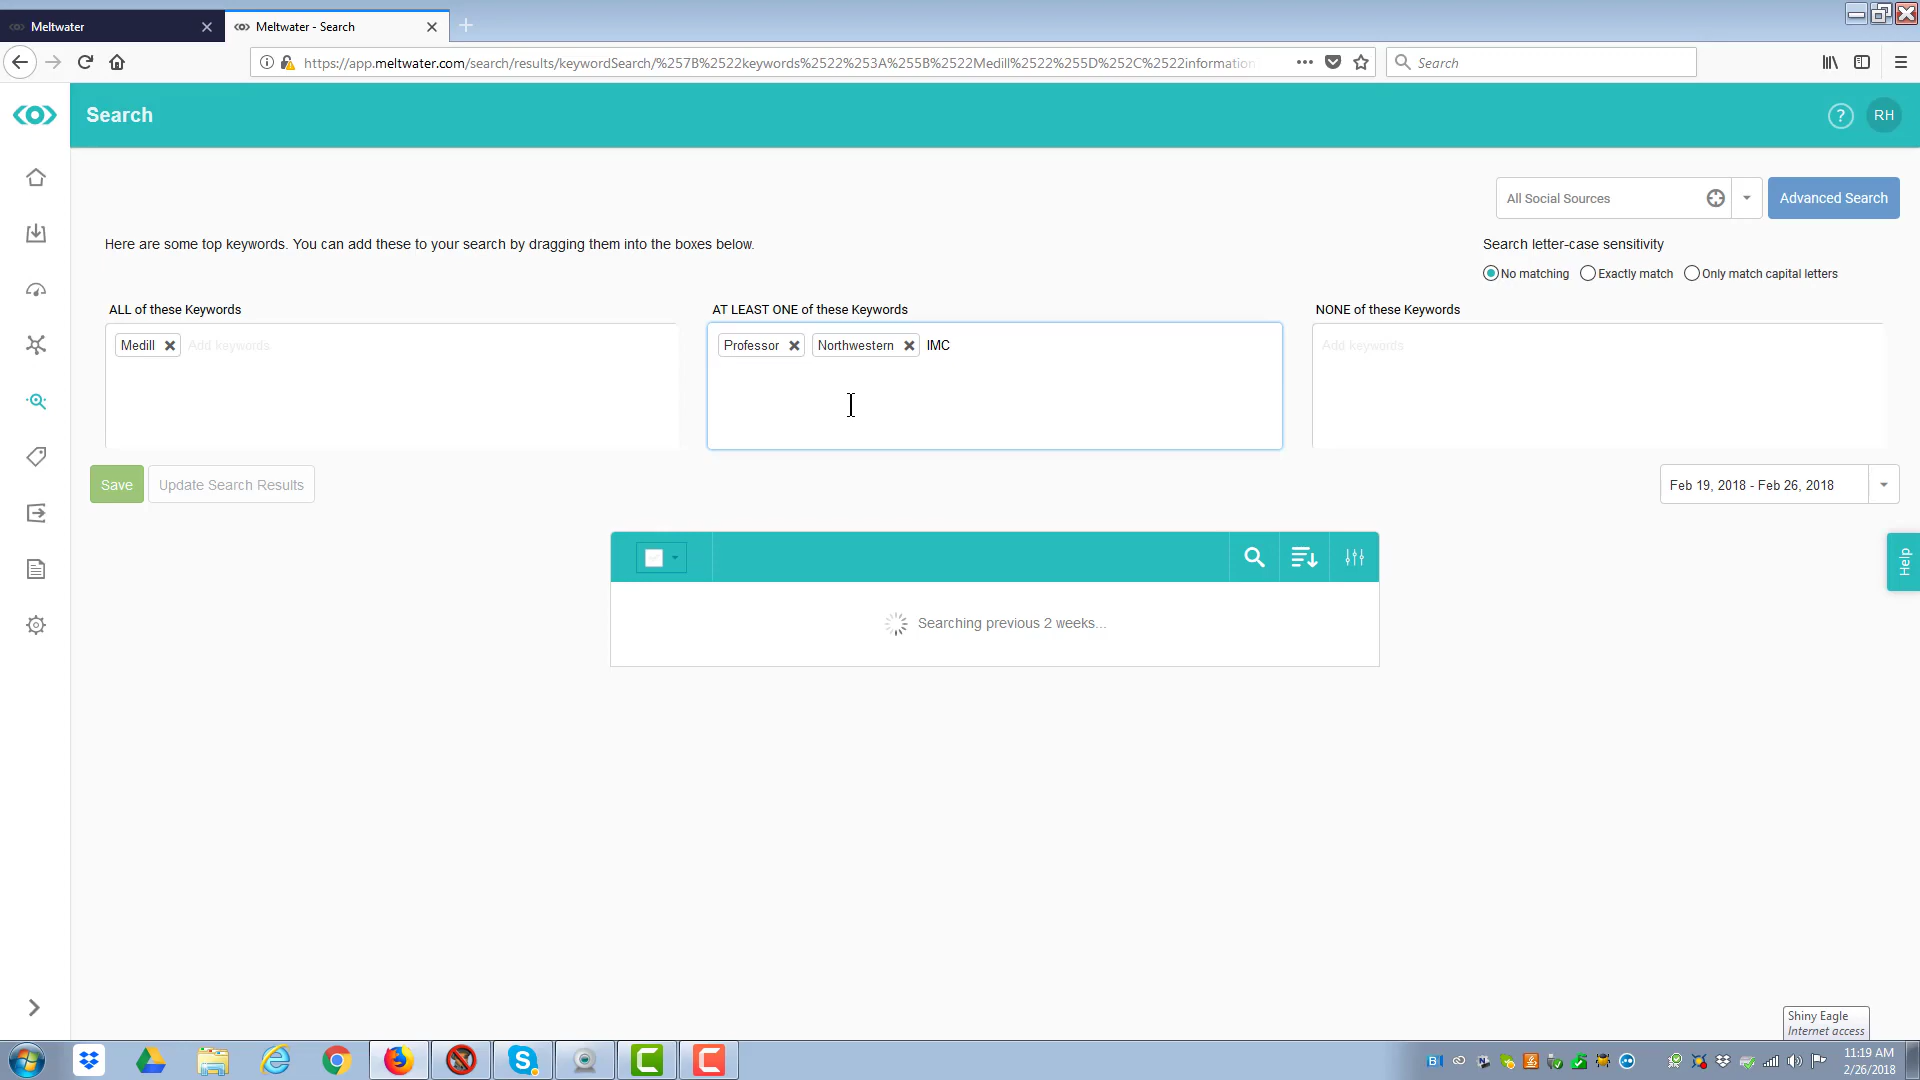 Meltwater
Meltwater - Search
https://app.meltwater.com/search/results/keywordSearch/%257B%2522keywords%2522%253A%255B%2522Medill%2522%255D%252C%2522information
Search
Search
?
RH
All Social Sources
Advanced Search
Here are some top keywords. You can add these to your search by dragging them into the boxes below.
Search letter-case sensitivity
No matching
Exactly match
Only match capital letters
ALL of these Keywords
AT LEAST ONE of these Keywords
NONE of these Keywords
Medill
Add keywords
Professor
Northwestern
IMC
Add keywords
Save
Update Search Results
Feb 19, 2018 - Feb 26, 2018
Help
Searching previous 2 weeks...
Shiny Eagle
Internet access
11:19 AM
2/26/2018